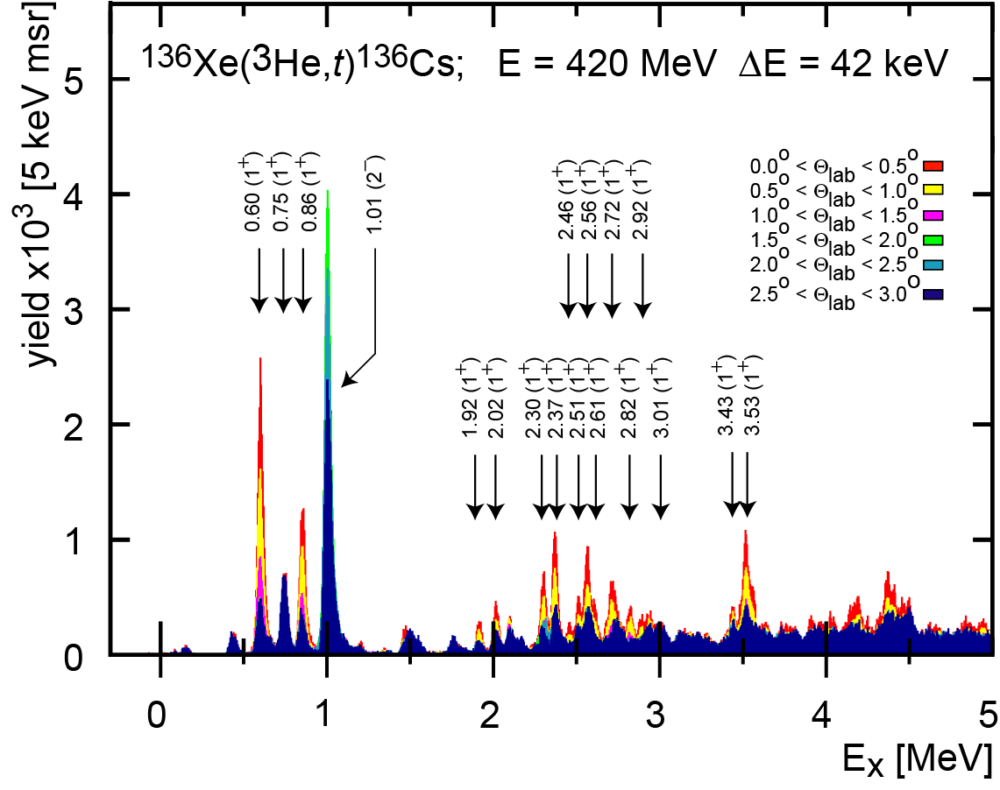 yield x10³ [5 keV msr]
¹³⁶Xe(³He,t)¹³⁶Cs; E = 420 MeV ΔE = 42 keV
5
4
3
2
1
0
0.60 (1⁺)
0.75 (1⁺)
0.86 (1⁺)
1.01 (2⁻)
2.46 (1⁺)
2.56 (1⁺)
2.72 (1⁺)
2.92 (1⁺)
0.0° < Θlab < 0.5°
0.5° < Θlab < 1.0°
1.0° < Θlab < 1.5°
1.5° < Θlab < 2.0°
2.0° < Θlab < 2.5°
2.5° < Θlab < 3.0°
1.92 (1⁺)
2.02 (1⁺)
2.30 (1⁺)
2.37 (1⁺)
2.51 (1⁺)
2.61 (1⁺)
2.82 (1⁺)
3.01 (1⁺)
3.43 (1⁺)
3.53 (1⁺)
0 1 2 3 4 5
Eₓ [MeV]